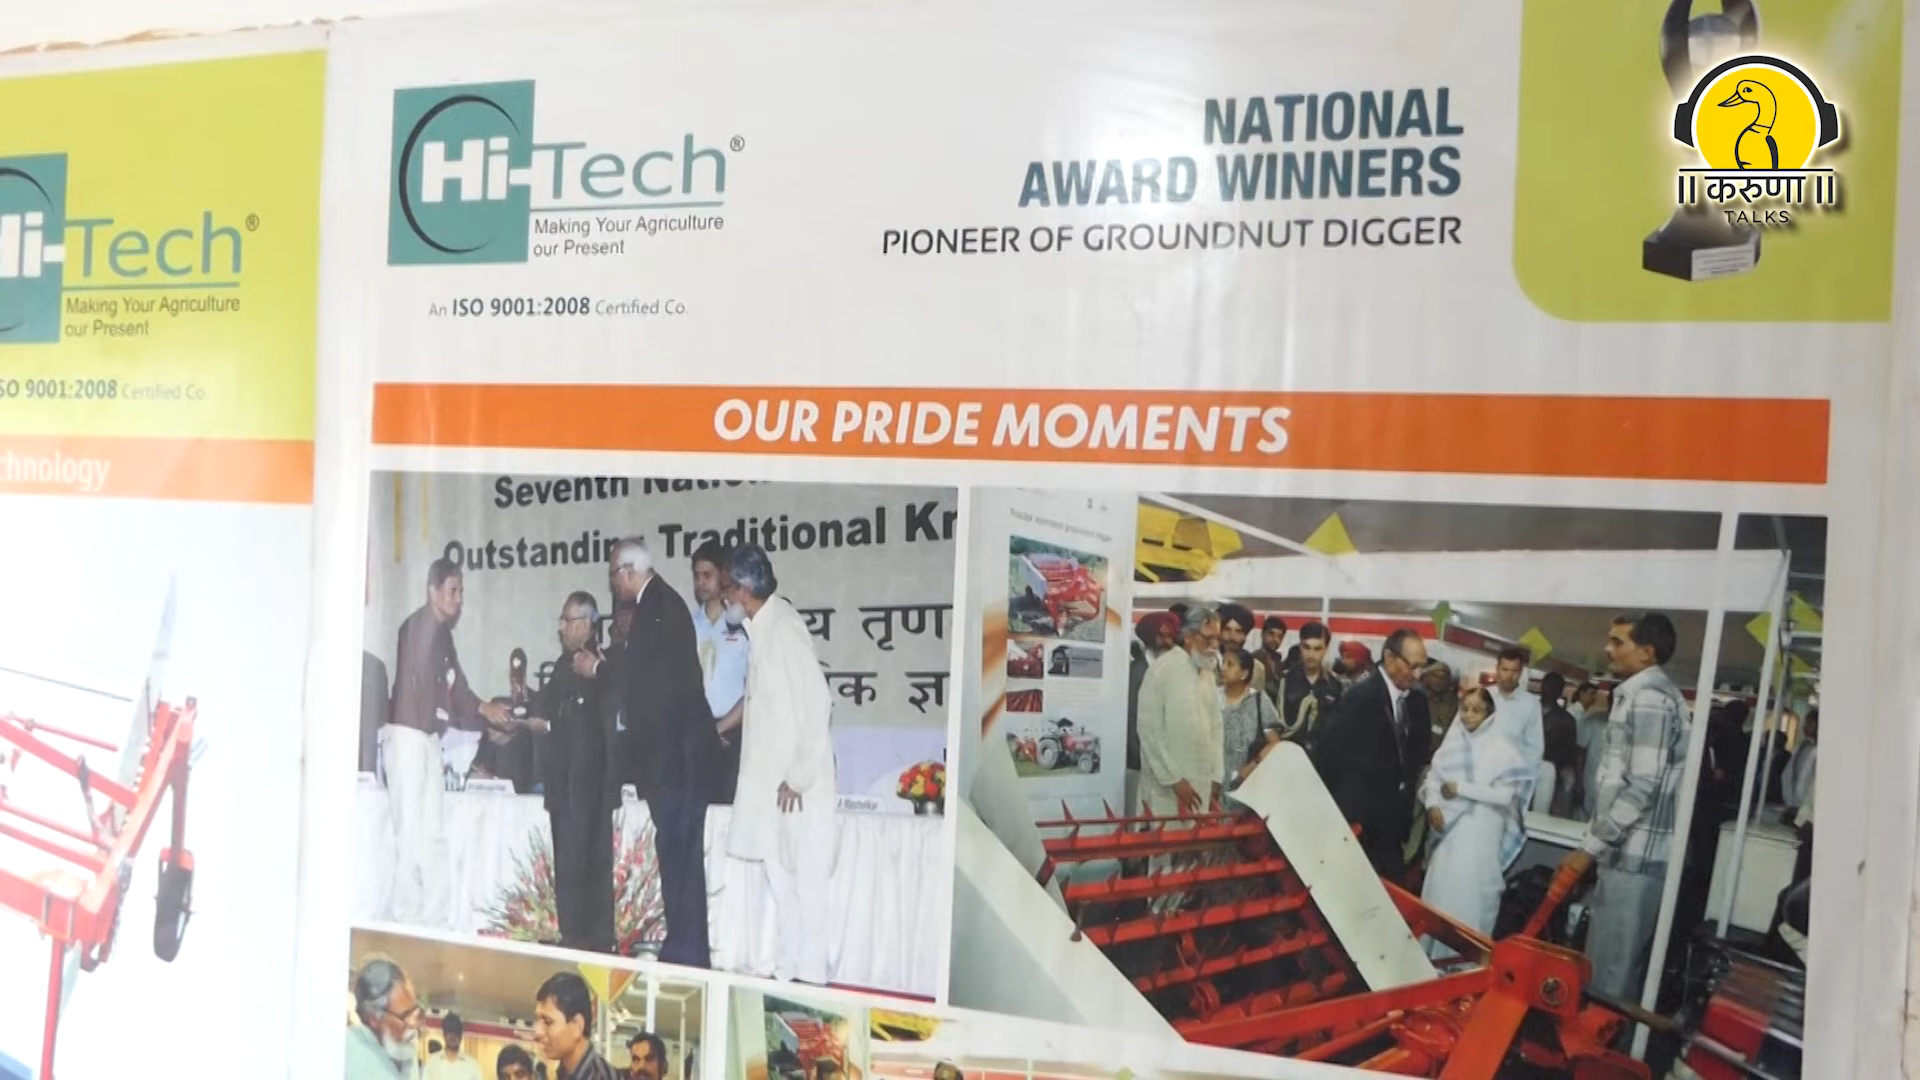 Hi-Tech®
Making Your Agriculture
our Present
An ISO 9001:2008 Certified Co.
NATIONAL
AWARD WINNERS
PIONEER OF GROUNDNUT DIGGER
OUR PRIDE MOMENTS
Seventh
Outstanding Traditional
Hi-Tech®
Making Your Agriculture
our Present
ISO 9001:2008 Certified Co.
|| करुणा ||
TALKS